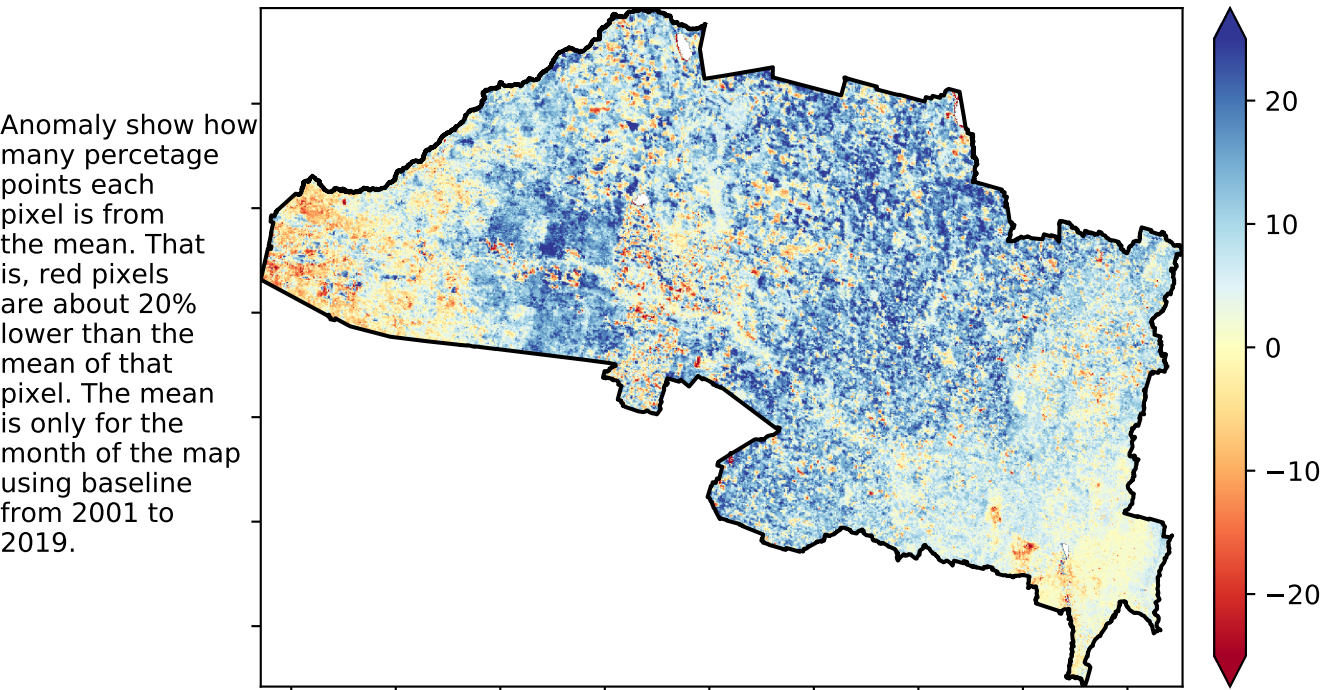 Anomaly show how
many percetage
points each
pixel is from
the mean. That
is, red pixels
are about 20%
lower than the
mean of that
pixel. The mean
is only for the
month of the map
using baseline
from 2001 to
2019.
20
10
0
−10
−20